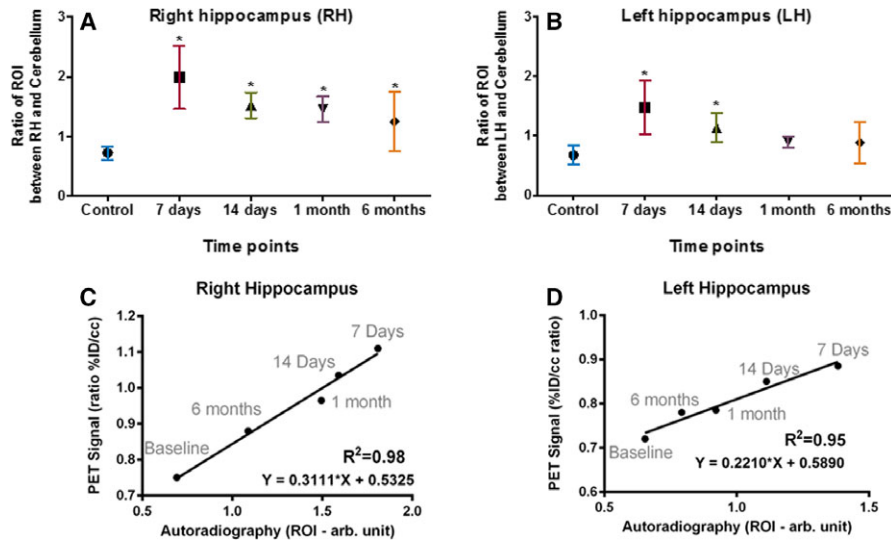 A
Right hippocampus (RH)
Ratio of ROI
between RH and Cerebellum
3
2
1
0
*
*
*
*
Control
7 days
14 days
1 month
6 months
Time points
B
Left hippocampus (LH)
Ratio of ROI
between LH and Cerebellum
3
2
1
0
*
*
Control
7 days
14 days
1 month
6 months
Time points
C
Right Hippocampus
PET Signal (ratio %ID/cc)
1.2
1.1
1.0
0.9
0.8
0.7
7 Days
14 Days
1 month
6 months
Baseline
R²=0.98
Y = 0.3111*X + 0.5325
0.5
1.0
1.5
2.0
Autoradiography (ROI - arb. unit)
D
Left Hippocampus
PET Signal (%ID/cc ratio)
1.0
0.9
0.8
0.7
0.6
7 Days
14 Days
6 months
1 month
Baseline
R²=0.95
Y = 0.2210*X + 0.5890
0.5
1.0
1.5
Autoradiography (ROI - arb. unit)